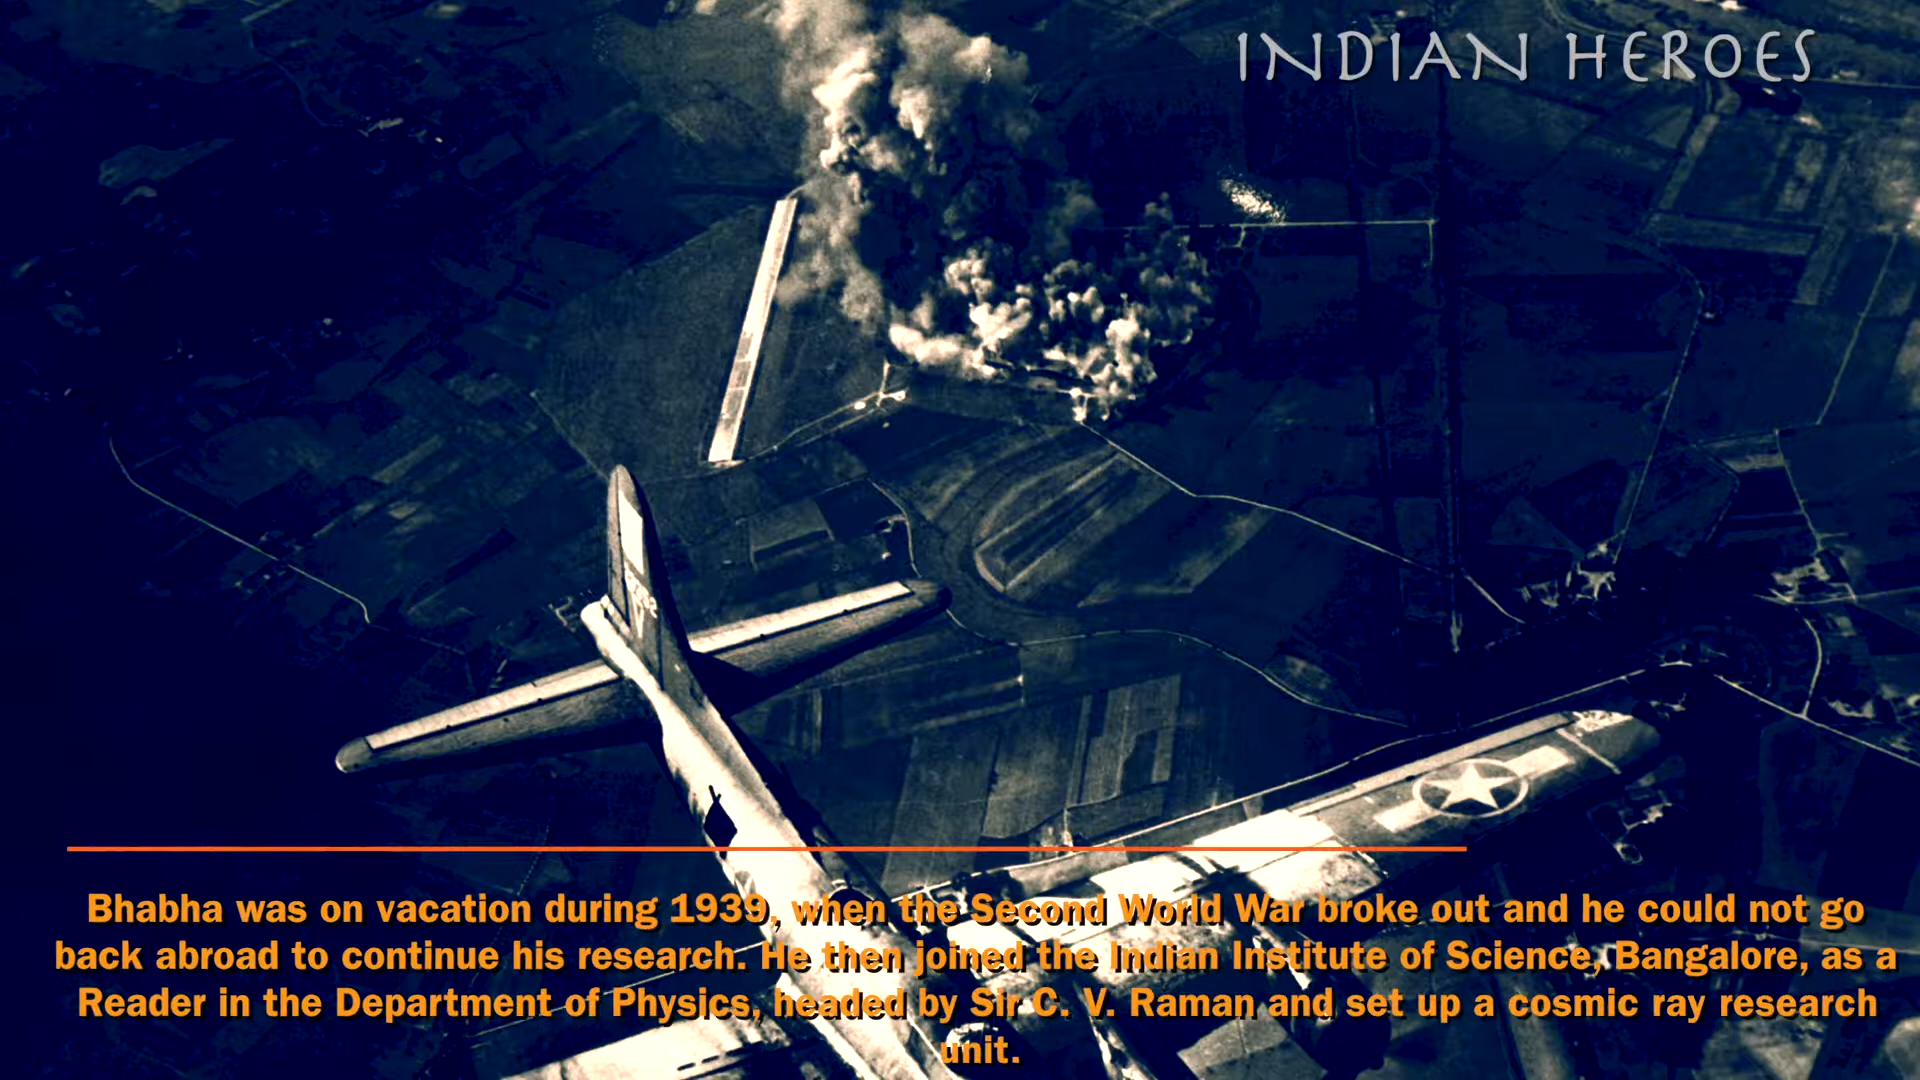 INDIAN HEROES
Bhabha was on vacation during 1939, when the Second World War broke out and he could not go
back abroad to continue his research. He then joined the Indian Institute of Science, Bangalore, as a
Reader in the Department of Physics, headed by Sir C. V. Raman and set up a cosmic ray research
unit.